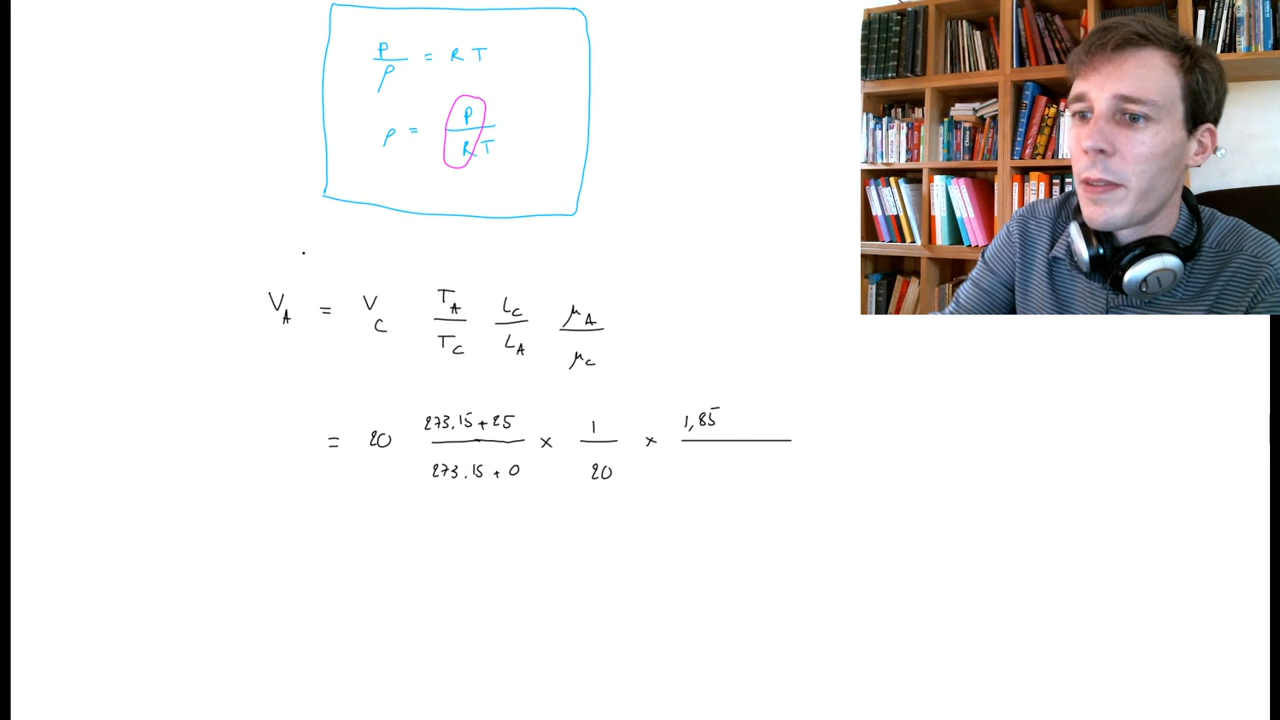 P/ρ = R T
ρ = P/RT
V_A = V_C T_A/T_C L_C/L_A μ_A/μ_C
= 20 273.15+25/273.15+0 × 1/20 × 1,85